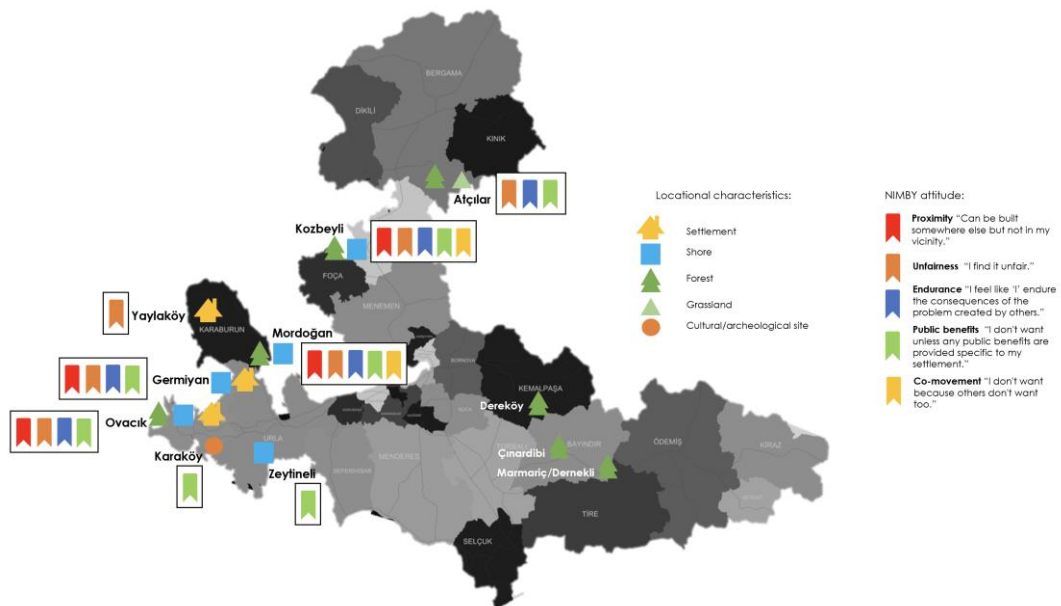 BERGAMA
DİKİLİ
KINIK
Atçılar
Kozbeyli
FOÇA
MENEMEN
Yaylaköy
KARABURUN
Mordoğan
Germiyan
BORNOVA
KEMALPAŞA
Dereköy
Ovacık
URLA
Karaköy
Zeytineli
SEFERİHİSAR
MENDERES
Çınardibi
BAYINDIR
ÖDEMİŞ
KİRAZ
Marmariç/Dernekli
TİRE
SELÇUK
Locational characteristics:
Settlement
Shore
Forest
Grassland
Cultural/archeological site
NIMBY attitude:
Proximity "Can be built
somewhere else but not in my
vicinity."
Unfairness "I find it unfair."
Endurance "I feel like 'I' endure
the consequences of the
problem created by others."
Public benefits "I don't want
unless any public benefits are
provided specific to my
settlement."
Co-movement "I don't want
because others don't want
too."